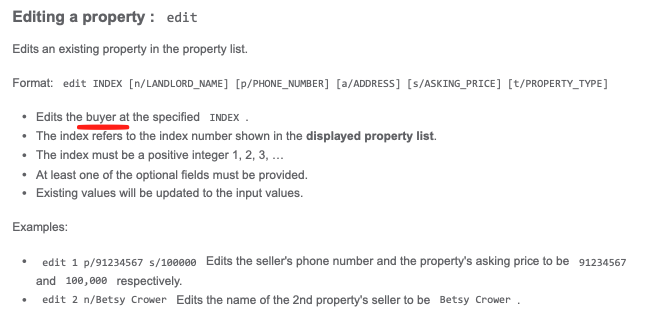 Editing a property : edit
Edits an existing property in the property list.
Format: edit INDEX [n/LANDLORD_NAME] [p/PHONE_NUMBER] [a/ADDRESS] [s/ASKING_PRICE] [t/PROPERTY_TYPE]
• Edits the buyer at the specified INDEX .
• The index refers to the index number shown in the displayed property list.
• The index must be a positive integer 1, 2, 3, …
• At least one of the optional fields must be provided.
• Existing values will be updated to the input values.
Examples:
• edit 1 p/91234567 s/100000 Edits the seller's phone number and the property's asking price to be 91234567
and 100,000 respectively.
• edit 2 n/Betsy Crower Edits the name of the 2nd property's seller to be Betsy Crower .